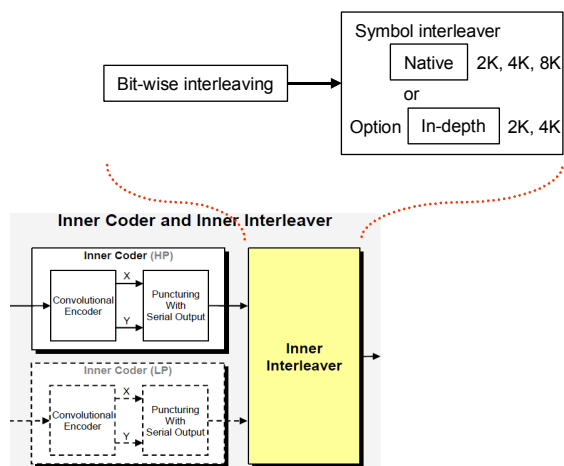 Symbol interleaver
Native 2K, 4K, 8K
Bit-wise interleaving
or
Option In-depth 2K, 4K
Inner Coder and Inner Interleaver
Inner Coder (HP)
Convolutional
Encoder
X
Y
Puncturing
With
Serial Output
Inner
Interleaver
Inner Coder (LP)
Convolutional
Encoder
X
Y
Puncturing
With
Serial Output